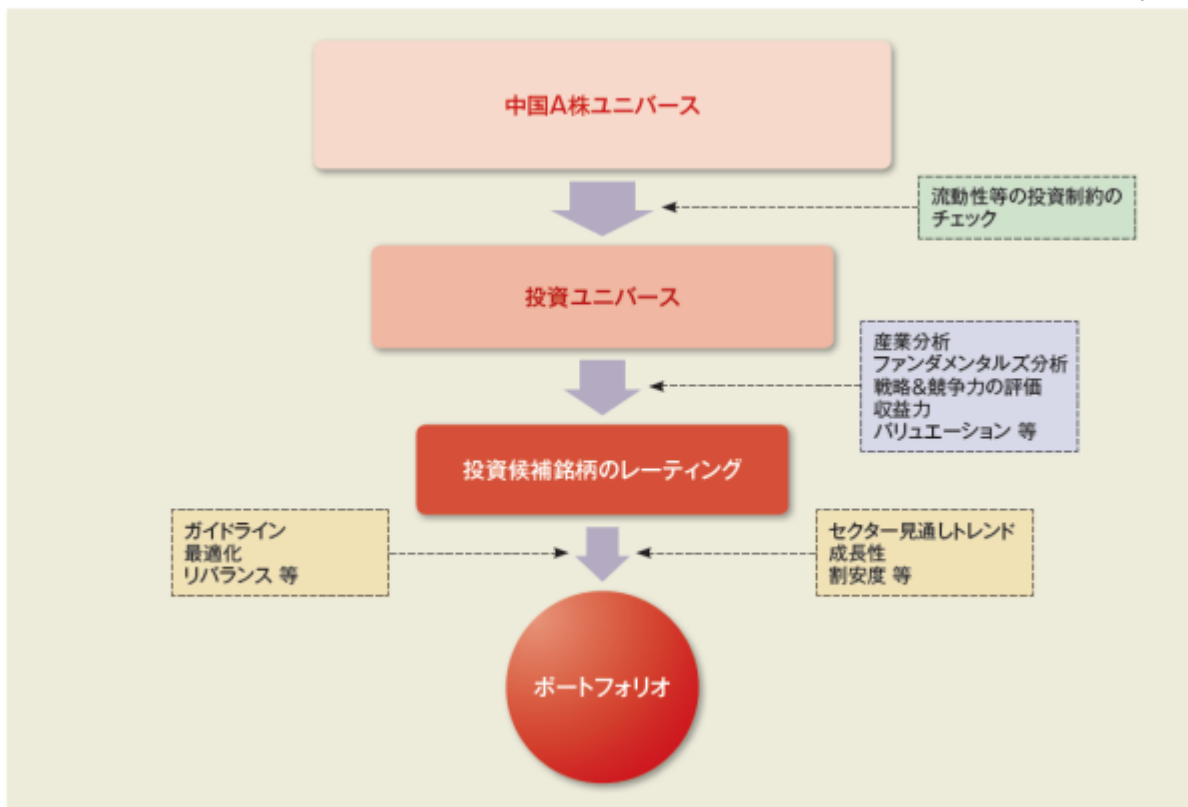 中国A株ユニバース
流動性等の投資制約の
チェック
投資ユニバース
産業分析
ファンダメンタルズ分析
戦略&競争力の評価
収益力
バリュエーション 等
投資候補銘柄のレーティング
ガイドライン
最適化
リバランス 等
セクター見通しトレンド
成長性
割安度 等
ポートフォリオ